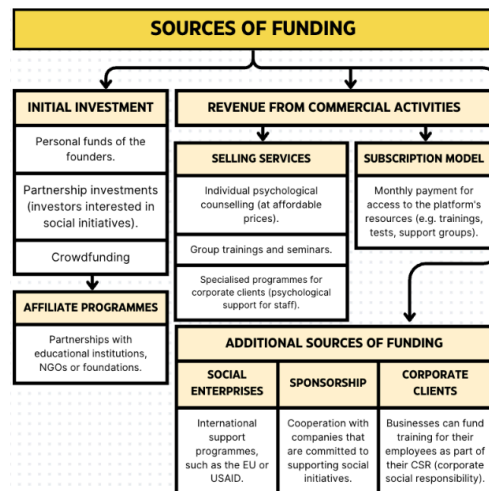 SOURCES OF FUNDING
INITIAL INVESTMENT
Personal funds of the
founders.
Partnership investments
(investors interested in
social initiatives).
Crowdfunding
AFFILIATE PROGRAMMES
Partnerships with
educational institutions,
NGOs or foundations.
REVENUE FROM COMMERCIAL ACTIVITIES
SELLING SERVICES
Individual psychological
counselling (at affordable
prices).
Group trainings and seminars.
Specialised programmes for
corporate clients (psychological
support for staff).
SUBSCRIPTION MODEL
Monthly payment for
access to the platform's
resources (e.g. trainings,
tests, support groups).
ADDITIONAL SOURCES OF FUNDING
SOCIAL
ENTERPRISES
International
support
programmes,
such as the EU or
USAID.
SPONSORSHIP
Cooperation with
companies that
are committed to
supporting social
initiatives.
CORPORATE
CLIENTS
Businesses can fund
training for their
employees as part of
their CSR (corporate
social responsibility).